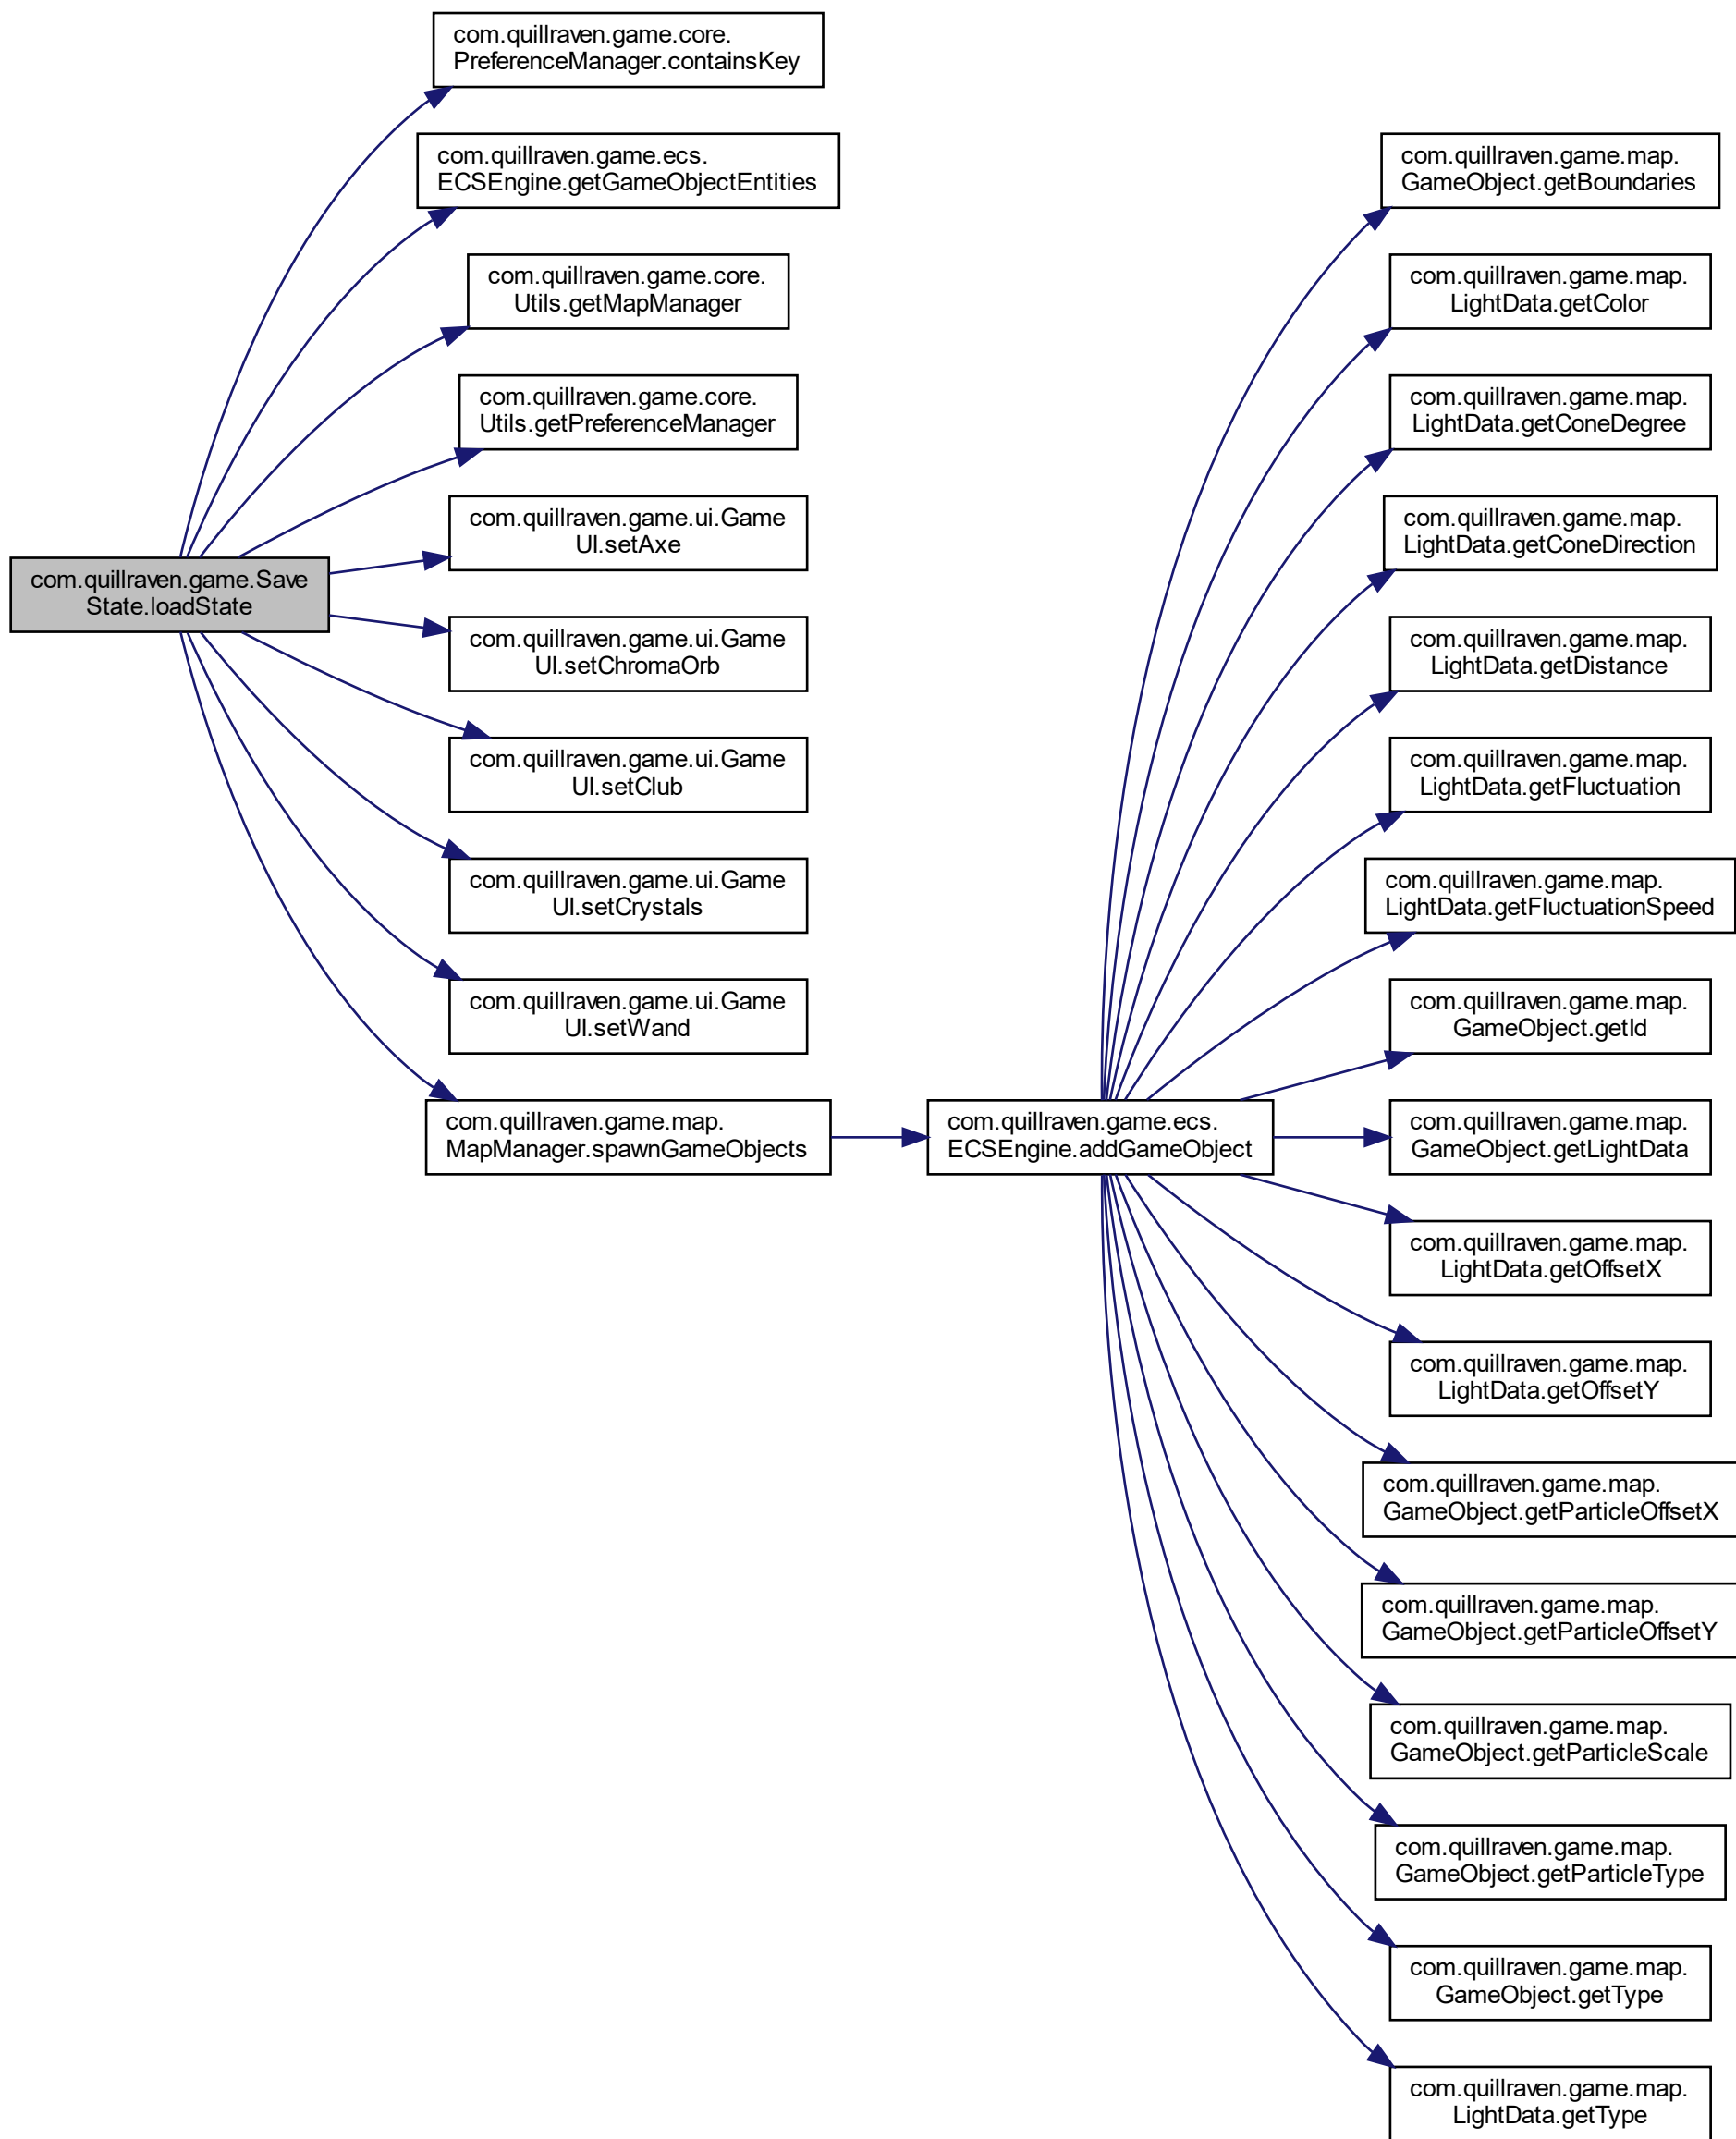 com.quillraven.game.core.
PreferenceManager.containsKey
com.quillraven.game.ecs.
ECSEngine.getGameObjectEntities
com.quillraven.game.core.
Utils.getMapManager
com.quillraven.game.core.
Utils.getPreferenceManager
com.quillraven.game.ui.Game
UI.setAxe
com.quillraven.game.Save
State.loadState
com.quillraven.game.ui.Game
UI.setChromaOrb
com.quillraven.game.ui.Game
UI.setClub
com.quillraven.game.ui.Game
UI.setCrystals
com.quillraven.game.ui.Game
UI.setWand
com.quillraven.game.map.
MapManager.spawnGameObjects
com.quillraven.game.ecs.
ECSEngine.addGameObject
com.quillraven.game.map.
GameObject.getBoundaries
com.quillraven.game.map.
LightData.getColor
com.quillraven.game.map.
LightData.getConeDegree
com.quillraven.game.map.
LightData.getConeDirection
com.quillraven.game.map.
LightData.getDistance
com.quillraven.game.map.
LightData.getFluctuation
com.quillraven.game.map.
LightData.getFluctuationSpeed
com.quillraven.game.map.
GameObject.getId
com.quillraven.game.map.
GameObject.getLightData
com.quillraven.game.map.
LightData.getOffsetX
com.quillraven.game.map.
LightData.getOffsetY
com.quillraven.game.map.
GameObject.getParticleOffsetX
com.quillraven.game.map.
GameObject.getParticleOffsetY
com.quillraven.game.map.
GameObject.getParticleScale
com.quillraven.game.map.
GameObject.getParticleType
com.quillraven.game.map.
GameObject.getType
com.quillraven.game.map.
LightData.getType